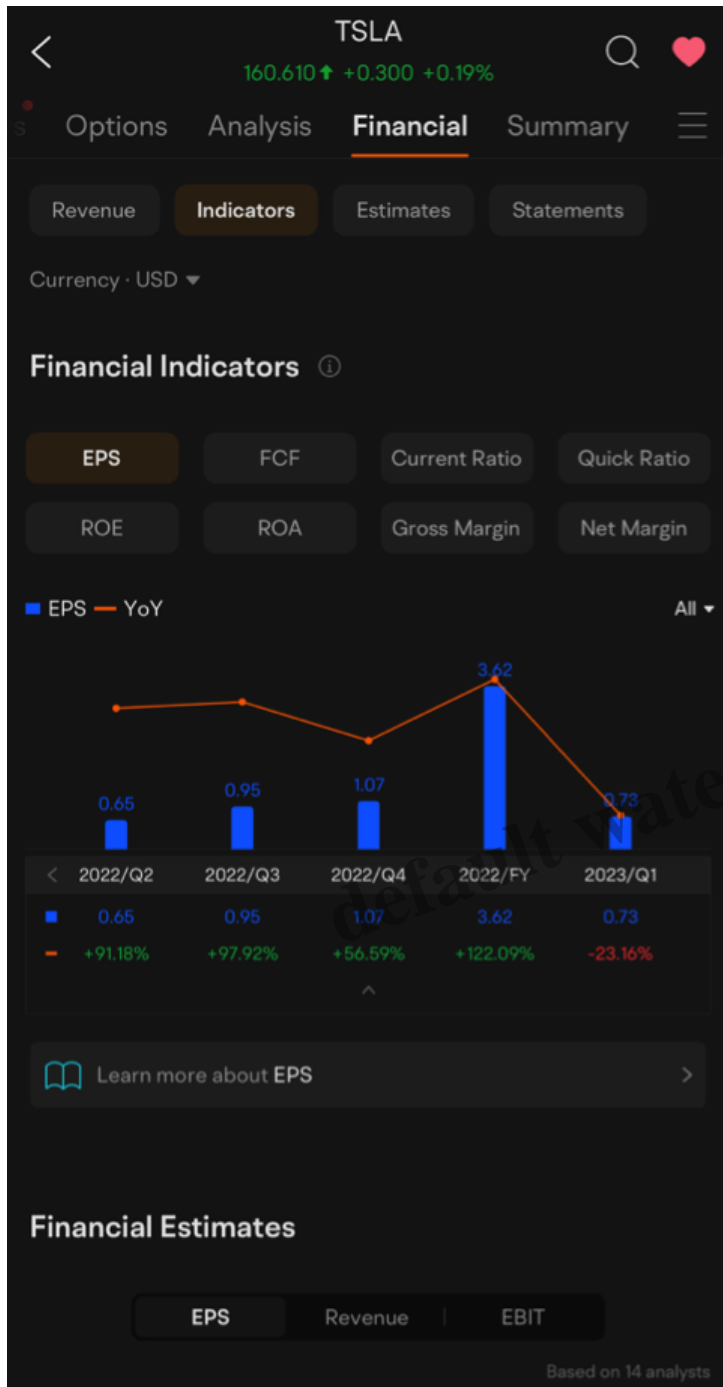 TSLA
160.610 +0.300 +0.19%
s Options Analysis Financial Summary
Revenue Indicators Estimates Statements
Currency · USD
Financial Indicators
EPS FCF Current Ratio Quick Ratio
ROE ROA Gross Margin Net Margin
EPS YoY All
3.62
1.07
0.95
0.65
0.73
2022/Q2 2022/Q3 2022/Q4 2022/FY 2023/Q1
0.65 0.95 1.07 3.62 0.73
+91.18% +97.92% +56.59% +122.09% -23.16%
Learn more about EPS
Financial Estimates
EPS Revenue EBIT
Based on 14 analysts
default wate